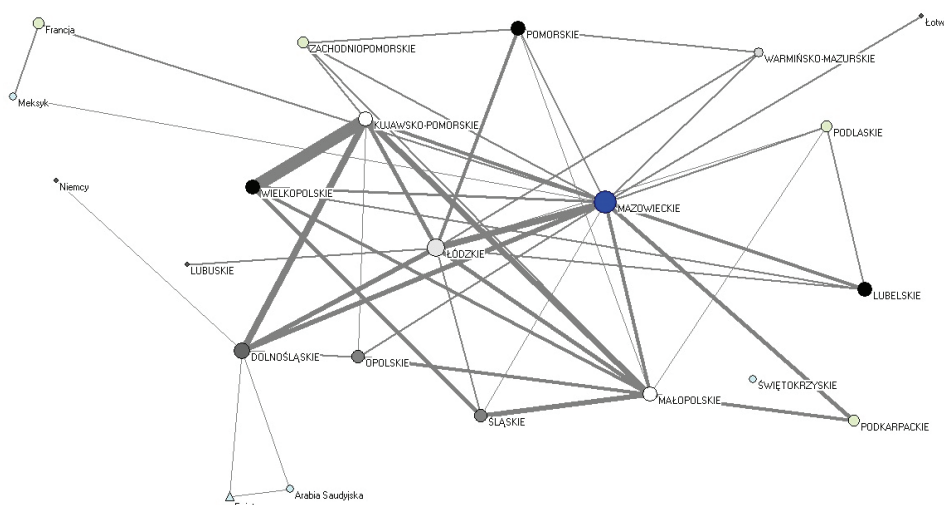 Francja
Łotwa
ZACHODNIOPOMORSKIE
POMORSKIE
WARMIŃSKO-MAZURSKIE
Meksyk
KUJAWSKO-POMORSKIE
PODLASKIE
Niemcy
WIELKOPOLSKIE
MAZOWIECKIE
ŁÓDZKIE
LUBUSKIE
LUBELSKIE
DOLNOŚLĄSKIE
OPOLSKIE
ŚWIĘTOKRZYSKIE
MAŁOPOLSKIE
ŚLĄSKIE
PODKARPACKIE
Arabia Saudyjska